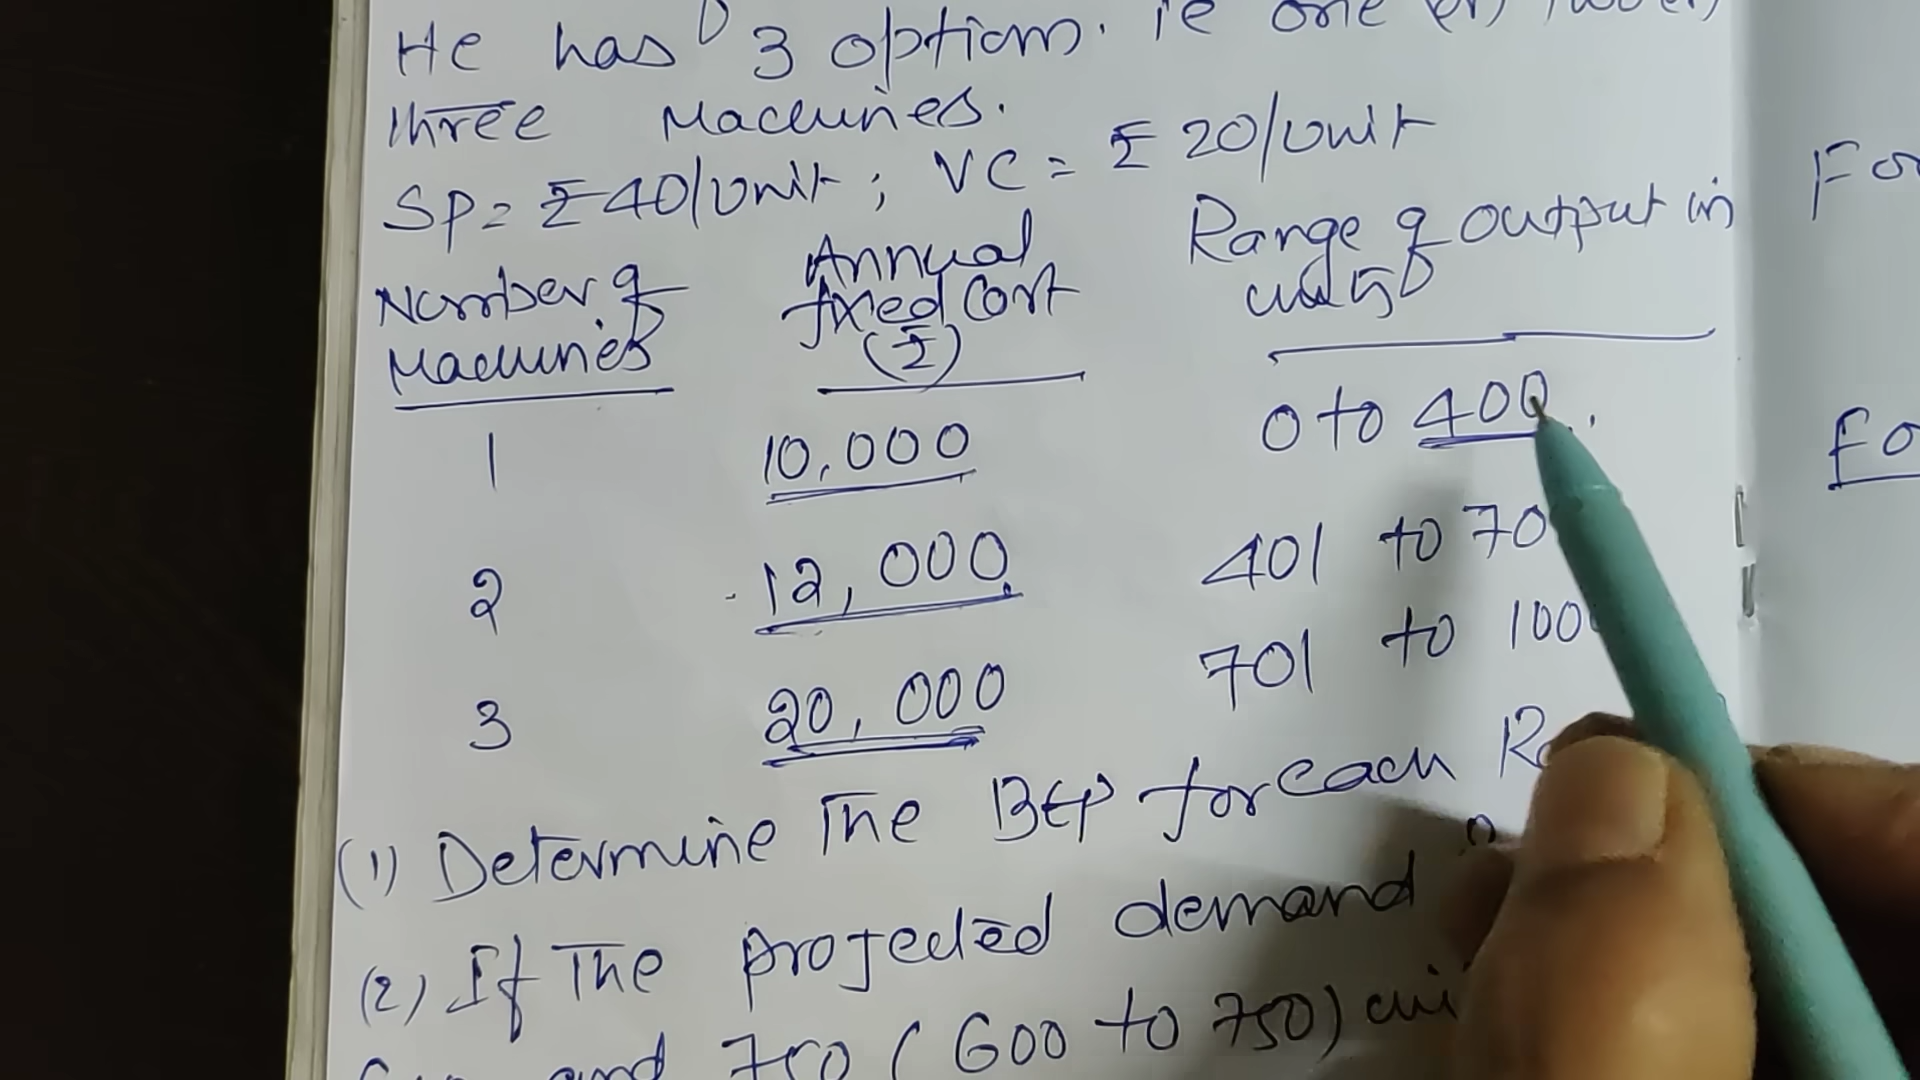 He has 3 options. ie one (or)
three Machines.
SP = ₹40/Unit ; VC = ₹20/Unit
Number of Machines
Annual fixed Cost (₹)
Range of output in units
1 10,000 0 to 400
2 12,000 401 to 70
3 20,000 701 to 100
(1) Determine The BEP for each
(2) If The projected demand
and 750 (600 to 750)
Fo
Fo